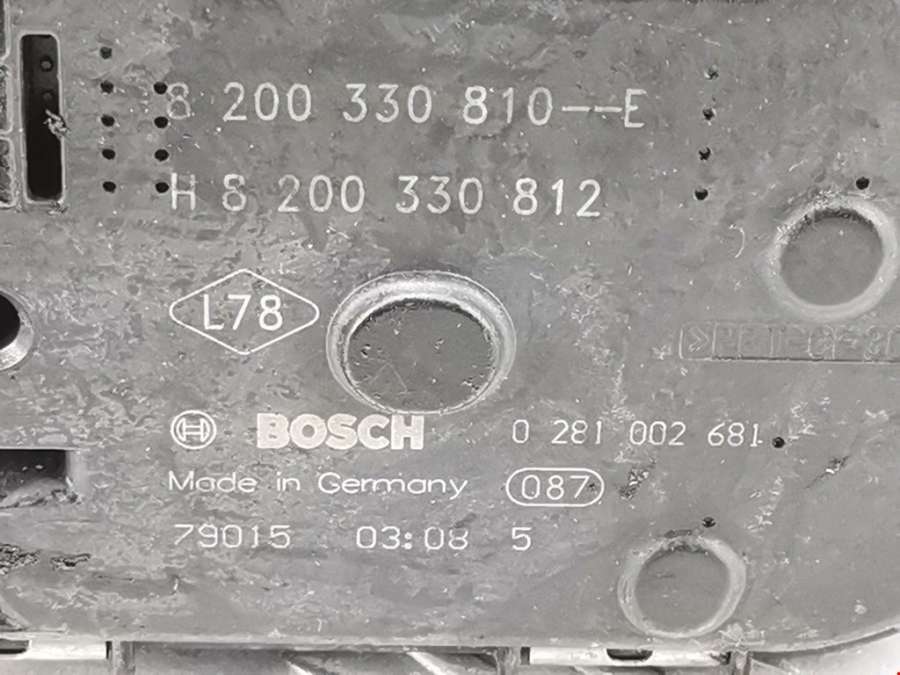 8 200 330 810--E
H 8 200 330 812
L78
BOSCH 0 281 002 681
Made in Germany 087
79015 03:08 5